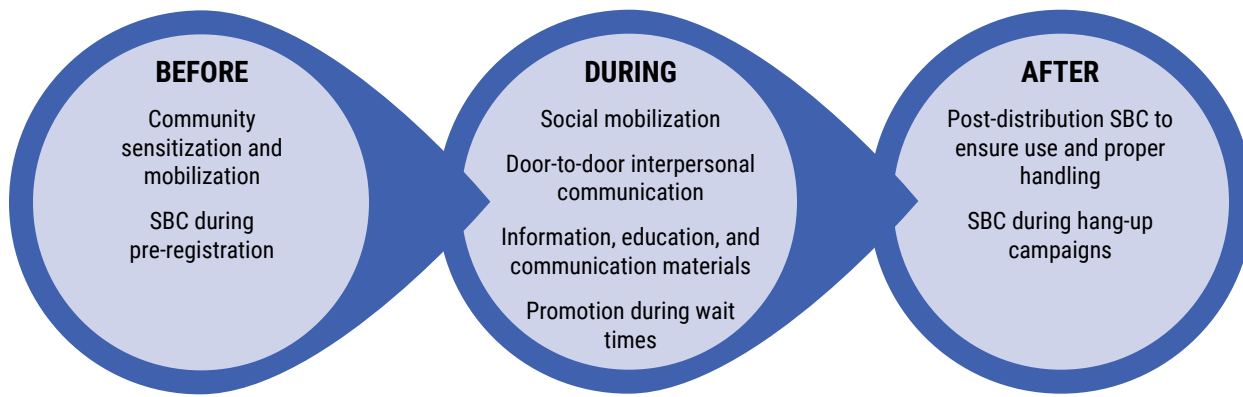 BEFORE
Community
sensitization and
mobilization
SBC during
pre-registration
DURING
Social mobilization
Door-to-door interpersonal
communication
Information, education, and
communication materials
Promotion during wait
times
AFTER
Post-distribution SBC to
ensure use and proper
handling
SBC during hang-up
campaigns